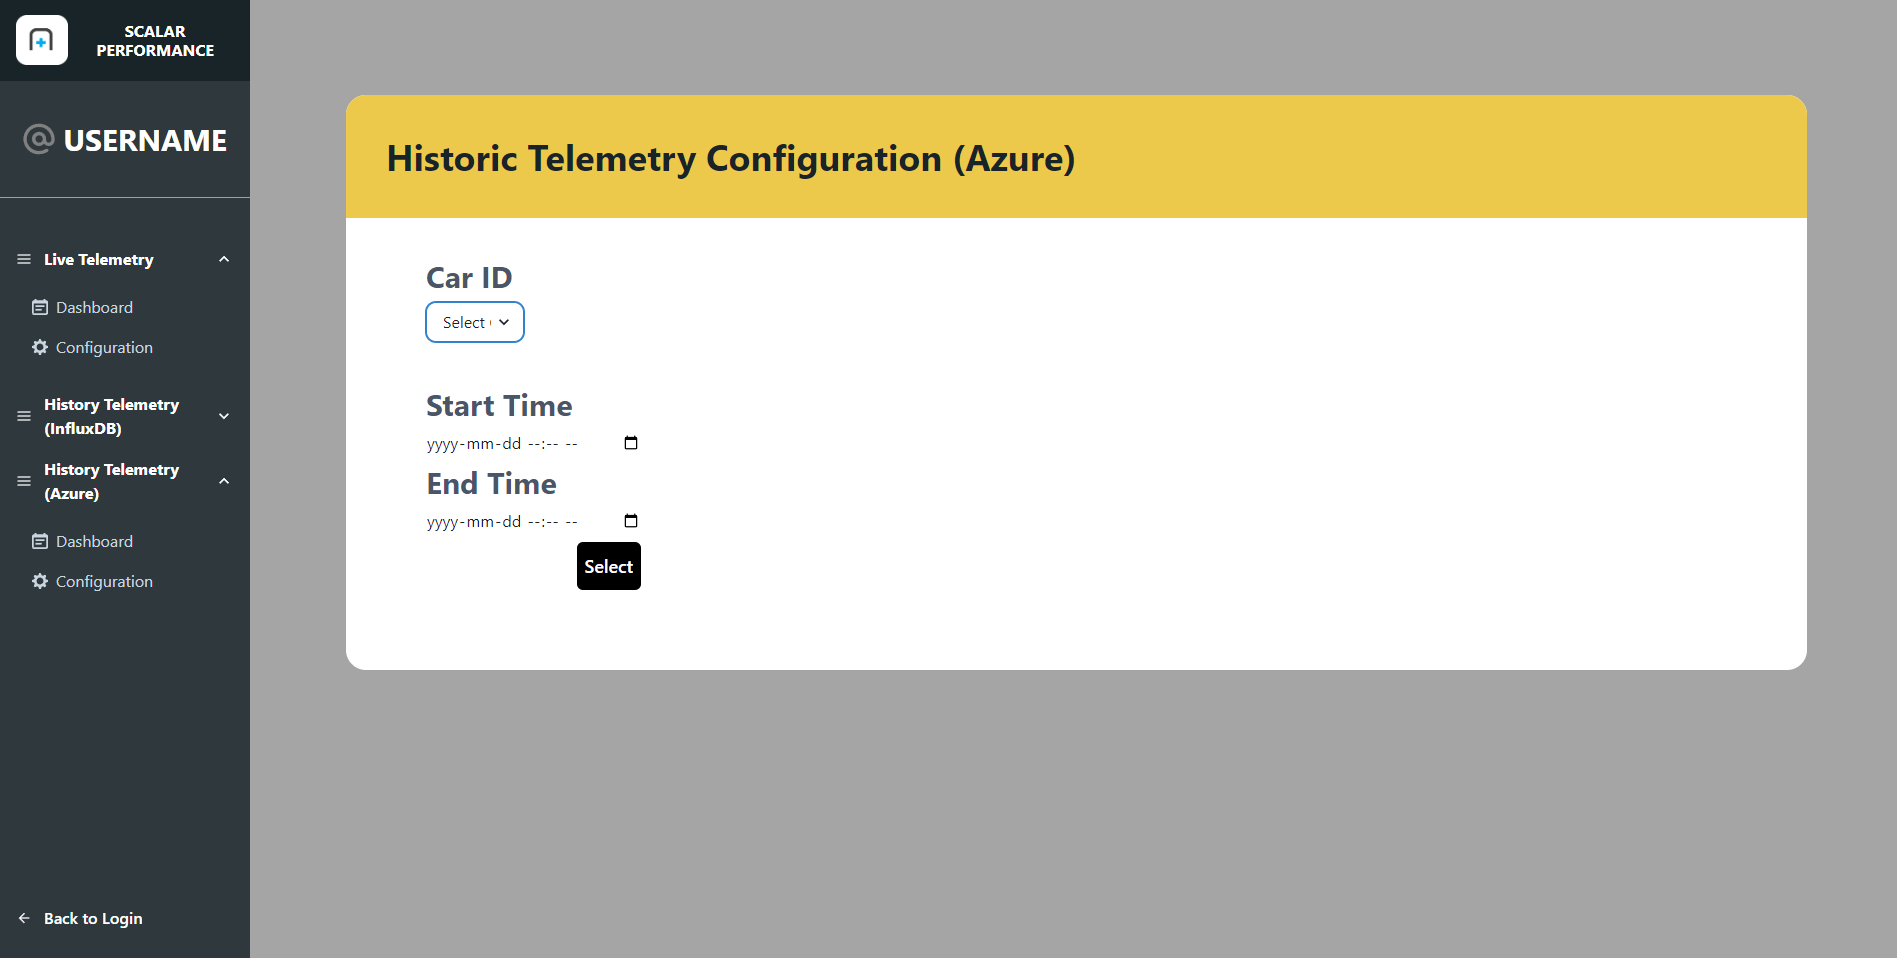 SCALAR
PERFORMANCE
@ USERNAME
Live Telemetry
Dashboard
Configuration
History Telemetry
(InfluxDB)
History Telemetry
(Azure)
Dashboard
Configuration
Back to Login
Historic Telemetry Configuration (Azure)
Car ID
Select
Start Time
yyyy-mm-dd --:-- --
End Time
yyyy-mm-dd --:-- --
Select